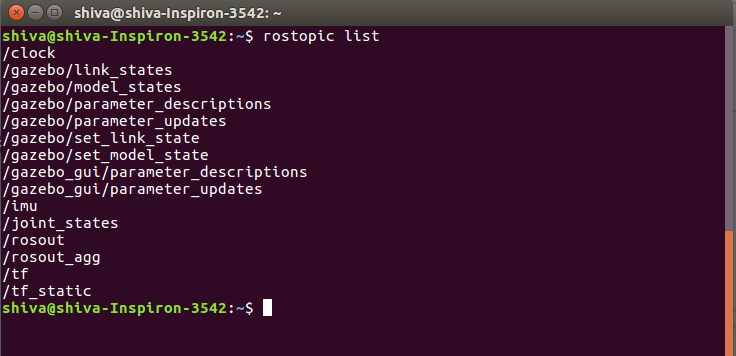 shiva@shiva-Inspiron-3542: ~
shiva@shiva-Inspiron-3542:~$ rostopic list
/clock
/gazebo/link_states
/gazebo/model_states
/gazebo/parameter_descriptions
/gazebo/parameter_updates
/gazebo/set_link_state
/gazebo/set_model_state
/gazebo_gui/parameter_descriptions
/gazebo_gui/parameter_updates
/imu
/joint_states
/rosout
/rosout_agg
/tf
/tf_static
shiva@shiva-Inspiron-3542:~$